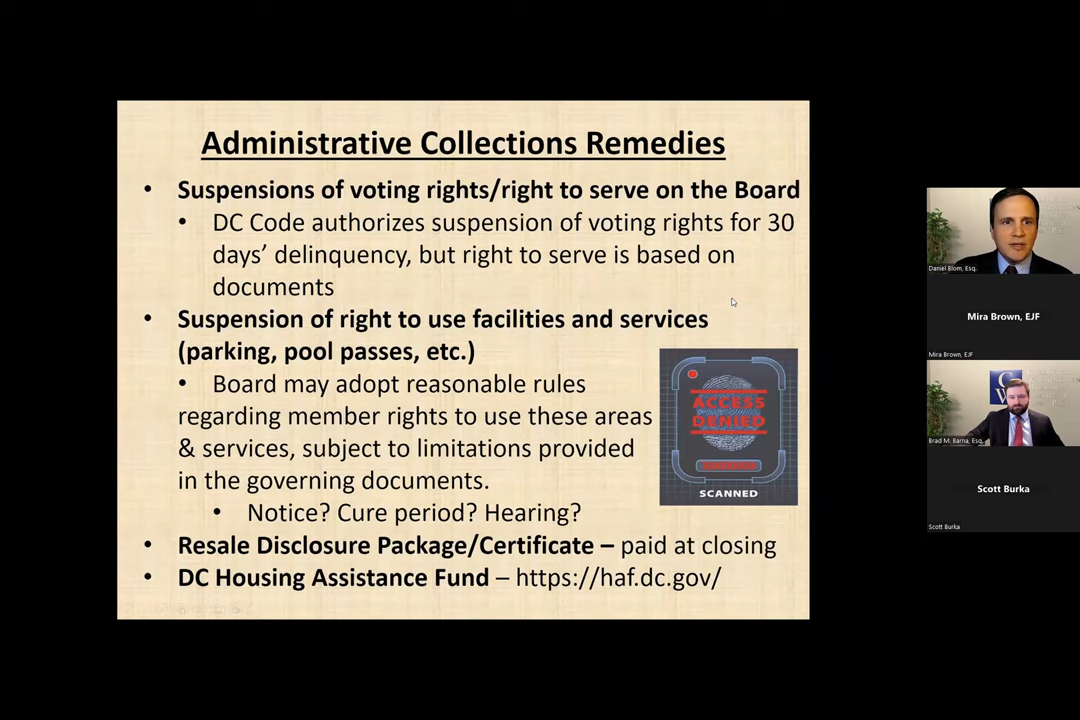 Administrative Collections Remedies
• Suspensions of voting rights/right to serve on the Board
• DC Code authorizes suspension of voting rights for 30
days’ delinquency, but right to serve is based on
documents
• Suspension of right to use facilities and services
(parking, pool passes, etc.)
• Board may adopt reasonable rules
regarding member rights to use these areas
& services, subject to limitations provided
in the governing documents.
• Notice? Cure period? Hearing?
• Resale Disclosure Package/Certificate – paid at closing
• DC Housing Assistance Fund – https://haf.dc.gov/
ACCESS
DENIED
SCANNED
Daniel Blom, Esq.
Mira Brown, EJF
Mira Brown, EJF
Brad M. Barna, Esq.
Scott Burka
Scott Burka